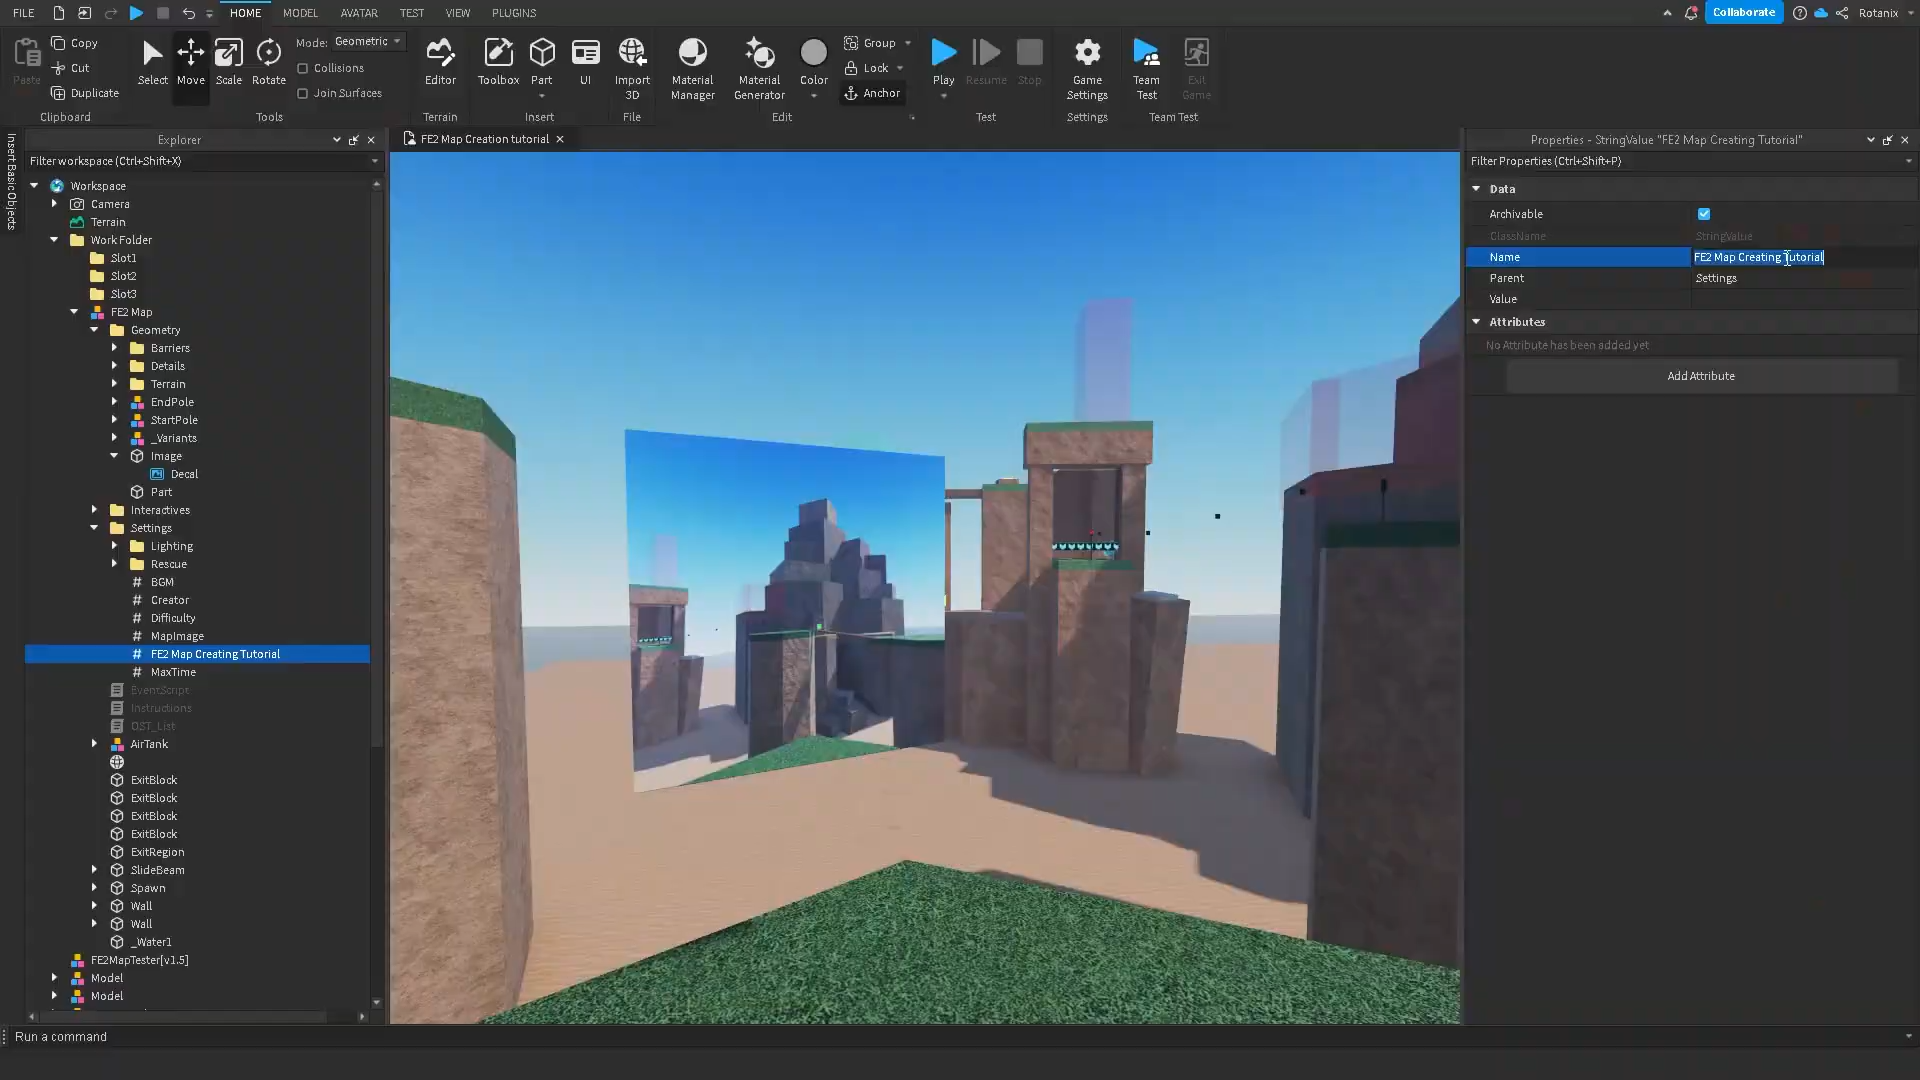 FILE
HOME
MODEL
AVATAR
TEST
VIEW
PLUGINS
Collaborate
Rotanix
Paste
Copy
Cut
Duplicate
Clipboard
Select
Move
Scale
Rotate
Mode:
Geometric
Collisions
Join Surfaces
Tools
Editor
Terrain
Toolbox
Part
UI
Insert
Import
3D
File
Material
Manager
Material
Generator
Color
Group
Lock
Anchor
Edit
Play
Resume
Stop
Test
Game
Settings
Settings
Team
Test
Exit
Game
Team Test
Insert Basic Objects
Explorer
Filter workspace (Ctrl+Shift+X)
Workspace
Camera
Terrain
Work Folder
Slot1
Slot2
Slot3
FE2 Map
Geometry
Barriers
Details
Terrain
EndPole
StartPole
_Variants
Image
Decal
Part
Interactives
Settings
Lighting
Rescue
BGM
Creator
Difficulty
MapImage
FE2 Map Creating Tutorial
MaxTime
EventScript
Instructions
OST_List
AirTank
ExitBlock
ExitBlock
ExitBlock
ExitBlock
ExitRegion
SlideBeam
Spawn
Wall
Wall
_Water1
FE2MapTester[v1.5]
Model
Model
FE2 Map Creation tutorial
Properties - StringValue "FE2 Map Creating Tutorial"
Filter Properties (Ctrl+Shift+P)
Data
Archivable
ClassName StringValue
Name FE2 Map Creating Tutorial
Parent Settings
Value
Attributes
No Attribute has been added yet
Add Attribute
Run a command